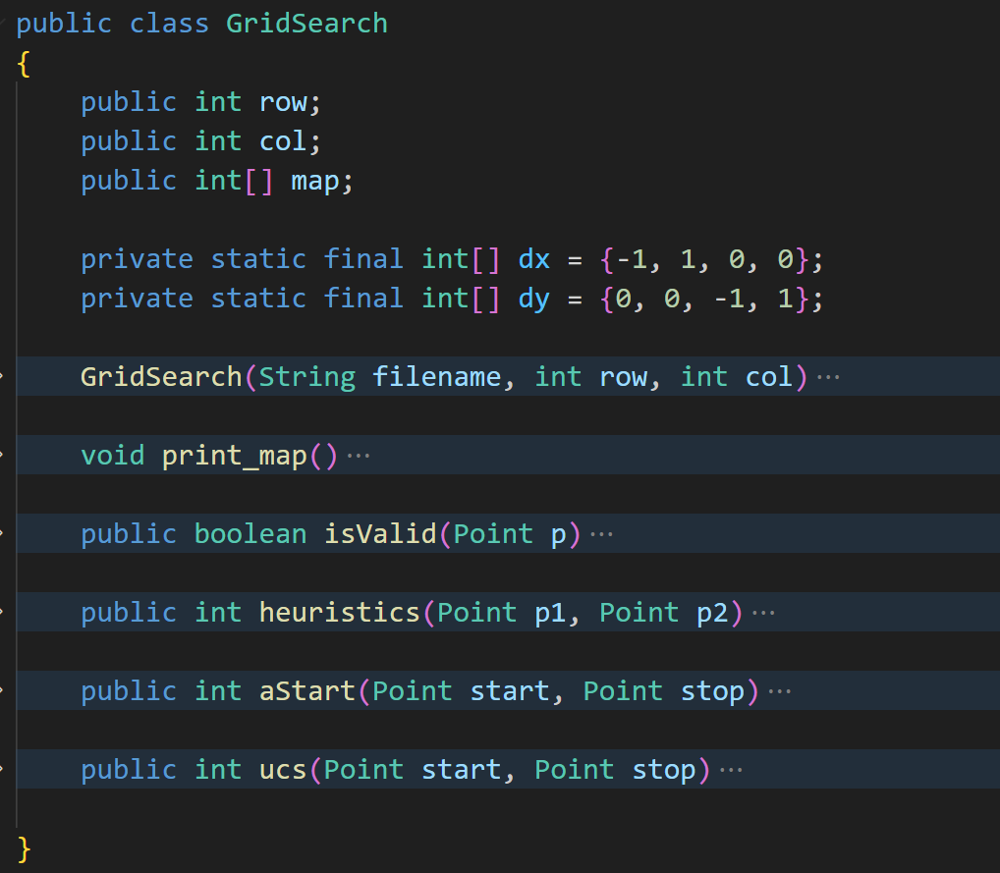 public class GridSearch
{
public int row;
public int col;
public int[] map;
private static final int[] dx = {-1, 1, 0, 0};
private static final int[] dy = {0, 0, -1, 1};
GridSearch(String filename, int row, int col)···
void print_map()···
public boolean isValid(Point p)···
public int heuristics(Point p1, Point p2)···
public int aStart(Point start, Point stop)···
public int ucs(Point start, Point stop)···
}